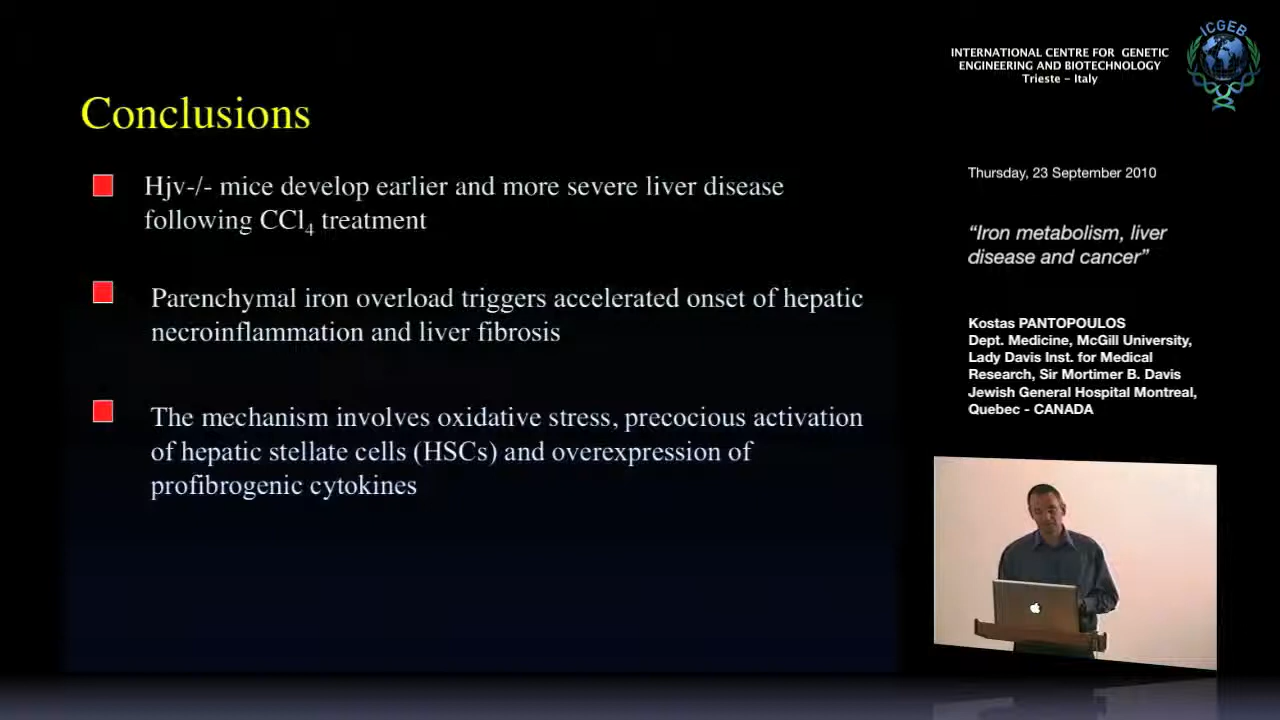 INTERNATIONAL CENTRE FOR GENETIC
ENGINEERING AND BIOTECHNOLOGY
Trieste - Italy
ICGEB
Conclusions
Hjv-/- mice develop earlier and more severe liver disease
following CCl4 treatment
Parenchymal iron overload triggers accelerated onset of hepatic
necroinflammation and liver fibrosis
The mechanism involves oxidative stress, precocious activation
of hepatic stellate cells (HSCs) and overexpression of
profibrogenic cytokines
Thursday, 23 September 2010
“Iron metabolism, liver
disease and cancer”
Kostas PANTOPOULOS
Dept. Medicine, McGill University,
Lady Davis Inst. for Medical
Research, Sir Mortimer B. Davis
Jewish General Hospital Montreal,
Quebec - CANADA